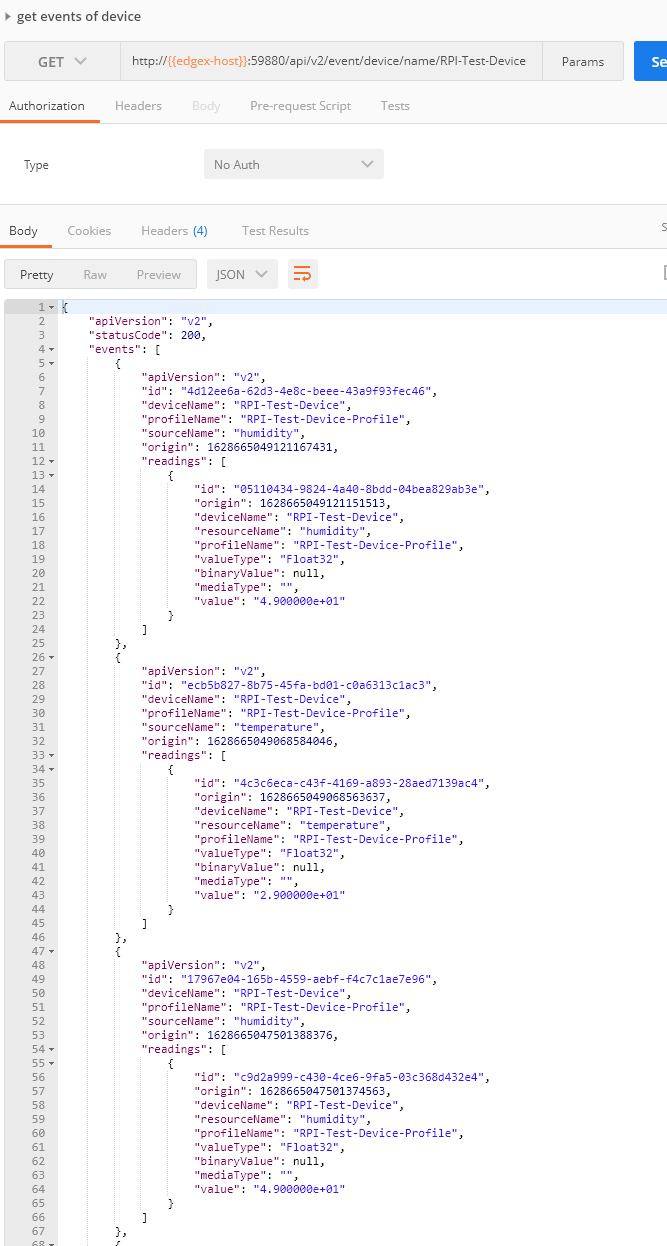 get events of device
GET http://{{edgex-host}}:59880/api/v2/event/device/name/RPI-Test-Device Params Se
Authorization Headers Body Pre-request Script Tests
Type No Auth
Body Cookies Headers (4) Test Results S
Pretty Raw Preview JSON
1 {
2 "apiVersion": "v2",
3 "statusCode": 200,
4 "events": [
5 {
6 "apiVersion": "v2",
7 "id": "4d12ee6a-62d3-4e8c-beee-43a9f93fec46",
8 "deviceName": "RPI-Test-Device",
9 "profileName": "RPI-Test-Device-Profile",
10 "sourceName": "humidity",
11 "origin": 1628665049121167431,
12 "readings": [
13 {
14 "id": "05110434-9824-4a40-8bdd-04bea829ab3e",
15 "origin": 1628665049121151513,
16 "deviceName": "RPI-Test-Device",
17 "resourceName": "humidity",
18 "profileName": "RPI-Test-Device-Profile",
19 "valueType": "Float32",
20 "binaryValue": null,
21 "mediaType": "",
22 "value": "4.900000e+01"
23 }
24 ]
25 },
26 {
27 "apiVersion": "v2",
28 "id": "ecb5b827-8b75-45fa-bd01-c0a6313c1ac3",
29 "deviceName": "RPI-Test-Device",
30 "profileName": "RPI-Test-Device-Profile",
31 "sourceName": "temperature",
32 "origin": 1628665049068584046,
33 "readings": [
34 {
35 "id": "4c3c6eca-c43f-4169-a893-28aed7139ac4",
36 "origin": 1628665049068563637,
37 "deviceName": "RPI-Test-Device",
38 "resourceName": "temperature",
39 "profileName": "RPI-Test-Device-Profile",
40 "valueType": "Float32",
41 "binaryValue": null,
42 "mediaType": "",
43 "value": "2.900000e+01"
44 }
45 ]
46 },
47 {
48 "apiVersion": "v2",
49 "id": "17967e04-165b-4559-aebf-f4c7c1ae7e96",
50 "deviceName": "RPI-Test-Device",
51 "profileName": "RPI-Test-Device-Profile",
52 "sourceName": "humidity",
53 "origin": 1628665047501388376,
54 "readings": [
55 {
56 "id": "c9d2a999-c430-4ce6-9fa5-03c368d432e4",
57 "origin": 1628665047501374563,
58 "deviceName": "RPI-Test-Device",
59 "resourceName": "humidity",
60 "profileName": "RPI-Test-Device-Profile",
61 "valueType": "Float32",
62 "binaryValue": null,
63 "mediaType": "",
64 "value": "4.900000e+01"
65 }
66 ]
67 },
68 {